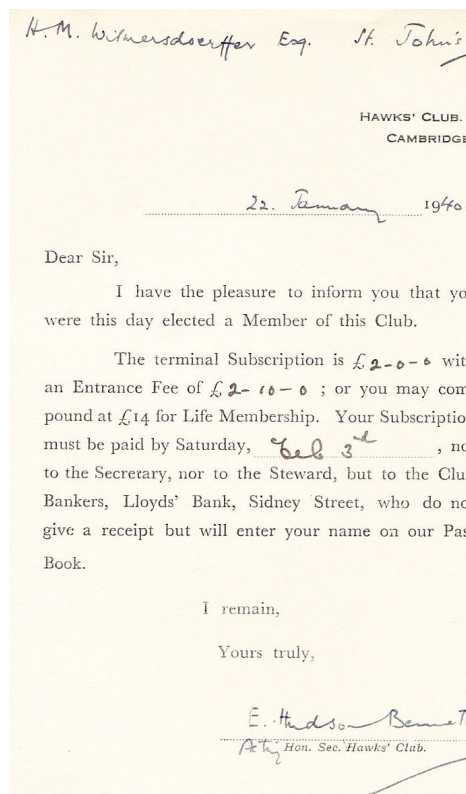 H.M. Wilmersdoerffer Esq. St. John's
HAWKS' CLUB.
CAMBRIDGE
22. January 1940
Dear Sir,
I have the pleasure to inform you that yo
were this day elected a Member of this Club.
The terminal Subscription is £2-0-0 wit
an Entrance Fee of £2-10-0 ; or you may com
pound at £14 for Life Membership. Your Subscriptio
must be paid by Saturday, Feb 3rd, no
to the Secretary, nor to the Steward, but to the Clu
Bankers, Lloyds' Bank, Sidney Street, who do no
give a receipt but will enter your name on our Pas
Book.
I remain,
Yours truly,
E. Hudson Bennet
Acting Hon. Sec. Hawks' Club.